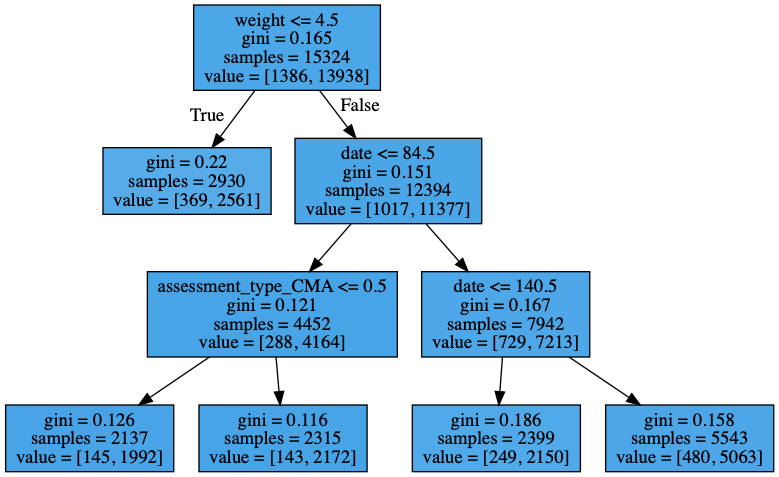 weight <= 4.5
gini = 0.165
samples = 15324
value = [1386, 13938]
True
False
gini = 0.22
samples = 2930
value = [369, 2561]
date <= 84.5
gini = 0.151
samples = 12394
value = [1017, 11377]
assessment_type_CMA <= 0.5
gini = 0.121
samples = 4452
value = [288, 4164]
date <= 140.5
gini = 0.167
samples = 7942
value = [729, 7213]
gini = 0.126
samples = 2137
value = [145, 1992]
gini = 0.116
samples = 2315
value = [143, 2172]
gini = 0.186
samples = 2399
value = [249, 2150]
gini = 0.158
samples = 5543
value = [480, 5063]